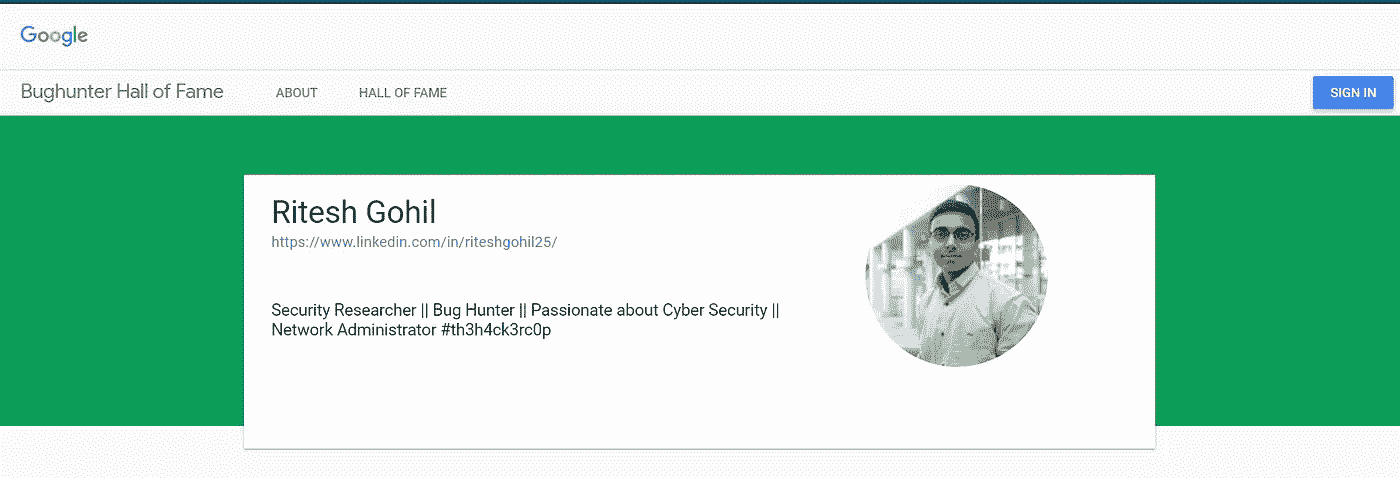 Google
Bughunter Hall of Fame ABOUT HALL OF FAME SIGN IN
Ritesh Gohil
https://www.linkedin.com/in/riteshgohil25/
Security Researcher || Bug Hunter || Passionate about Cyber Security ||
Network Administrator #th3h4ck3rc0p